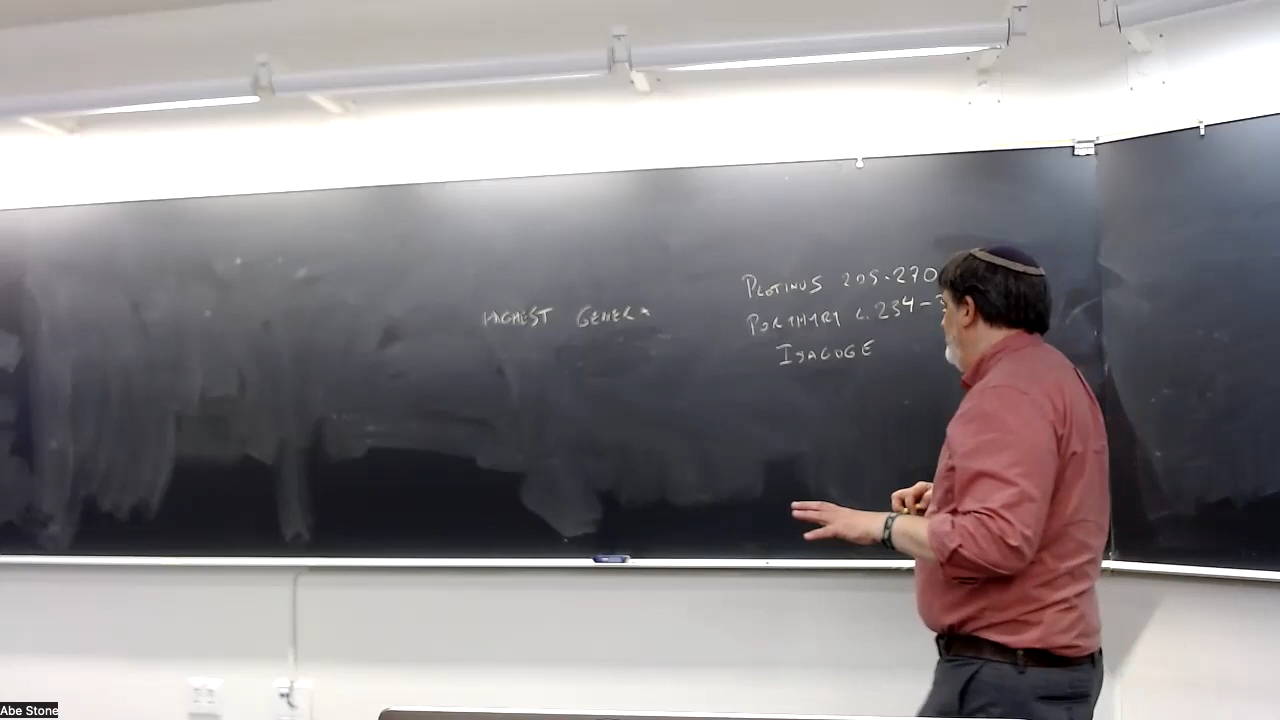 HIGHEST GENERA
PLOTINUS 205-270
PORPHYRY c.234-
ISAGOGE
Abe Stone